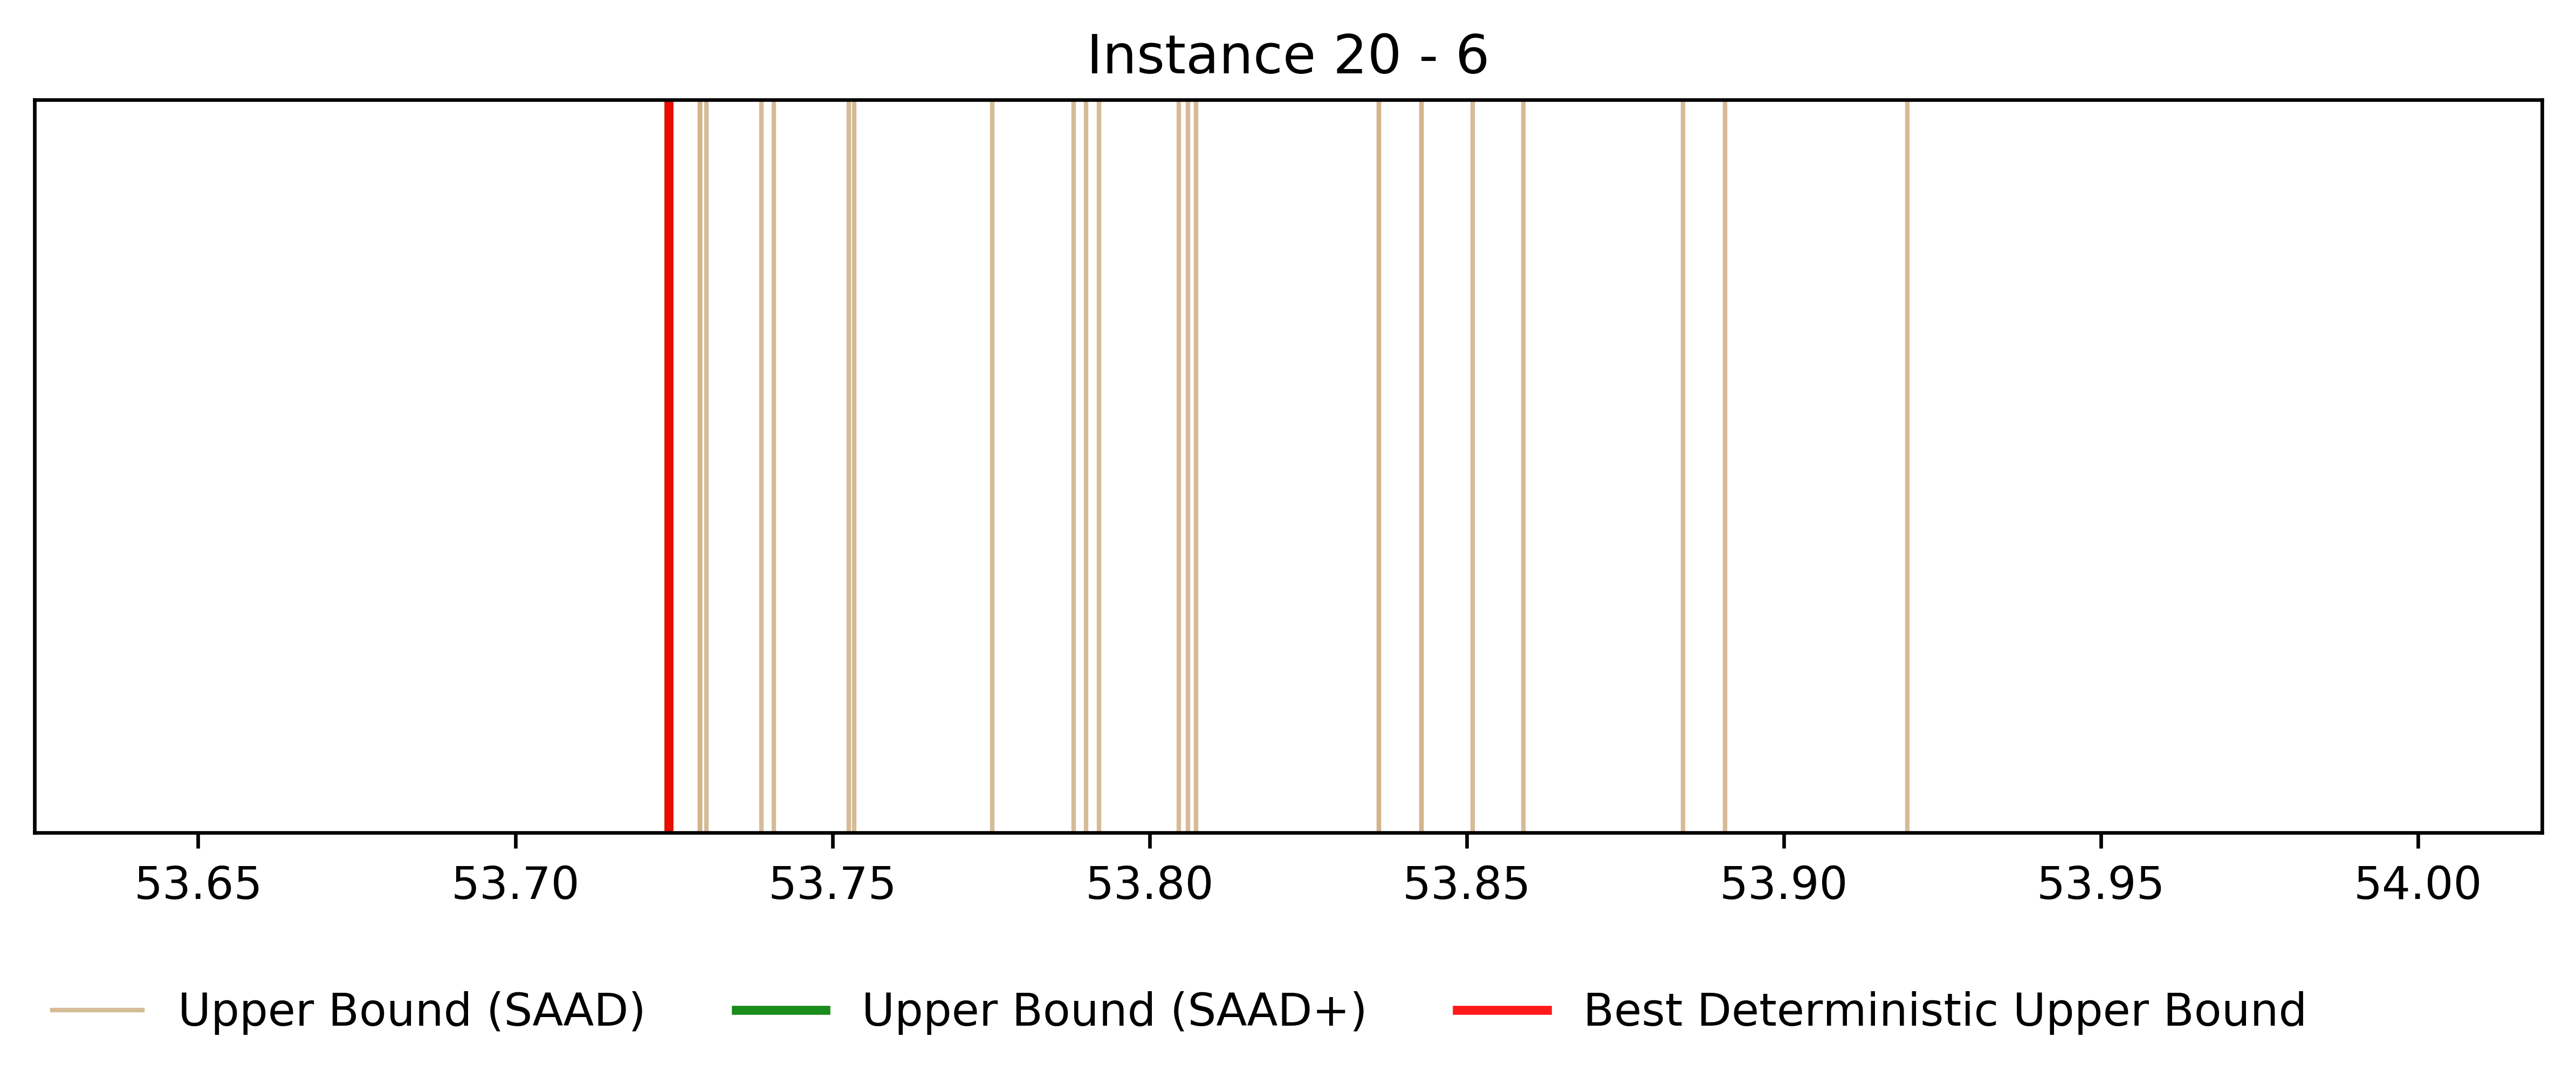 Instance 20 - 6
53.65 53.70 53.75 53.80 53.85 53.90 53.95 54.00
Upper Bound (SAAD) Upper Bound (SAAD+) Best Deterministic Upper Bound